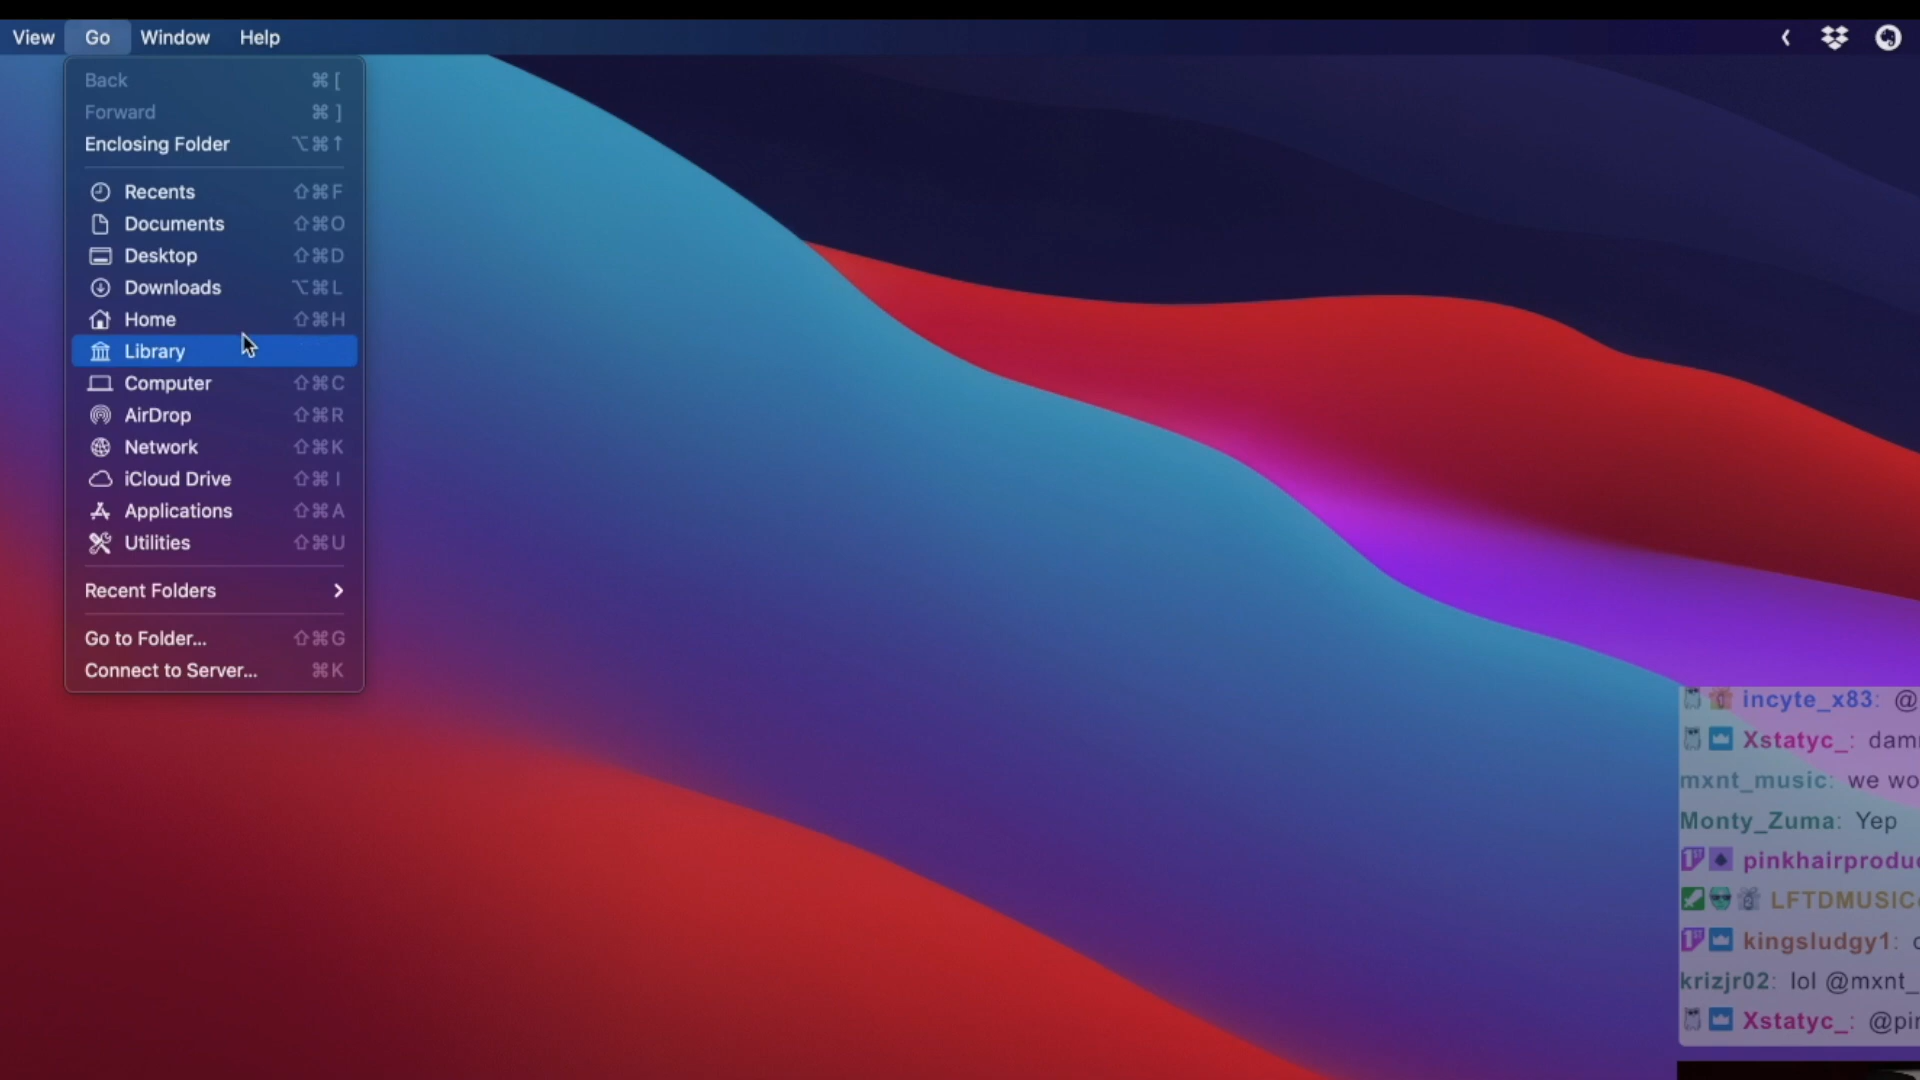 View Go Window Help
Back ⌘ [
Forward ⌘ ]
Enclosing Folder ⌥⌘↑
Recents ⇧⌘F
Documents ⇧⌘O
Desktop ⇧⌘D
Downloads ⌥⌘L
Home ⇧⌘H
Library
Computer ⇧⌘C
AirDrop ⇧⌘R
Network ⇧⌘K
iCloud Drive ⇧⌘I
Applications ⇧⌘A
Utilities ⇧⌘U
Recent Folders
Go to Folder... ⇧⌘G
Connect to Server... ⌘K
incyte_x83: @
Xstatyc_:
mxnt_music: we
Monty_Zuma: Yep
LFTDMUSIC
kingsludgy1:
krizjr02: lol @mxnt_
Xstatyc_: